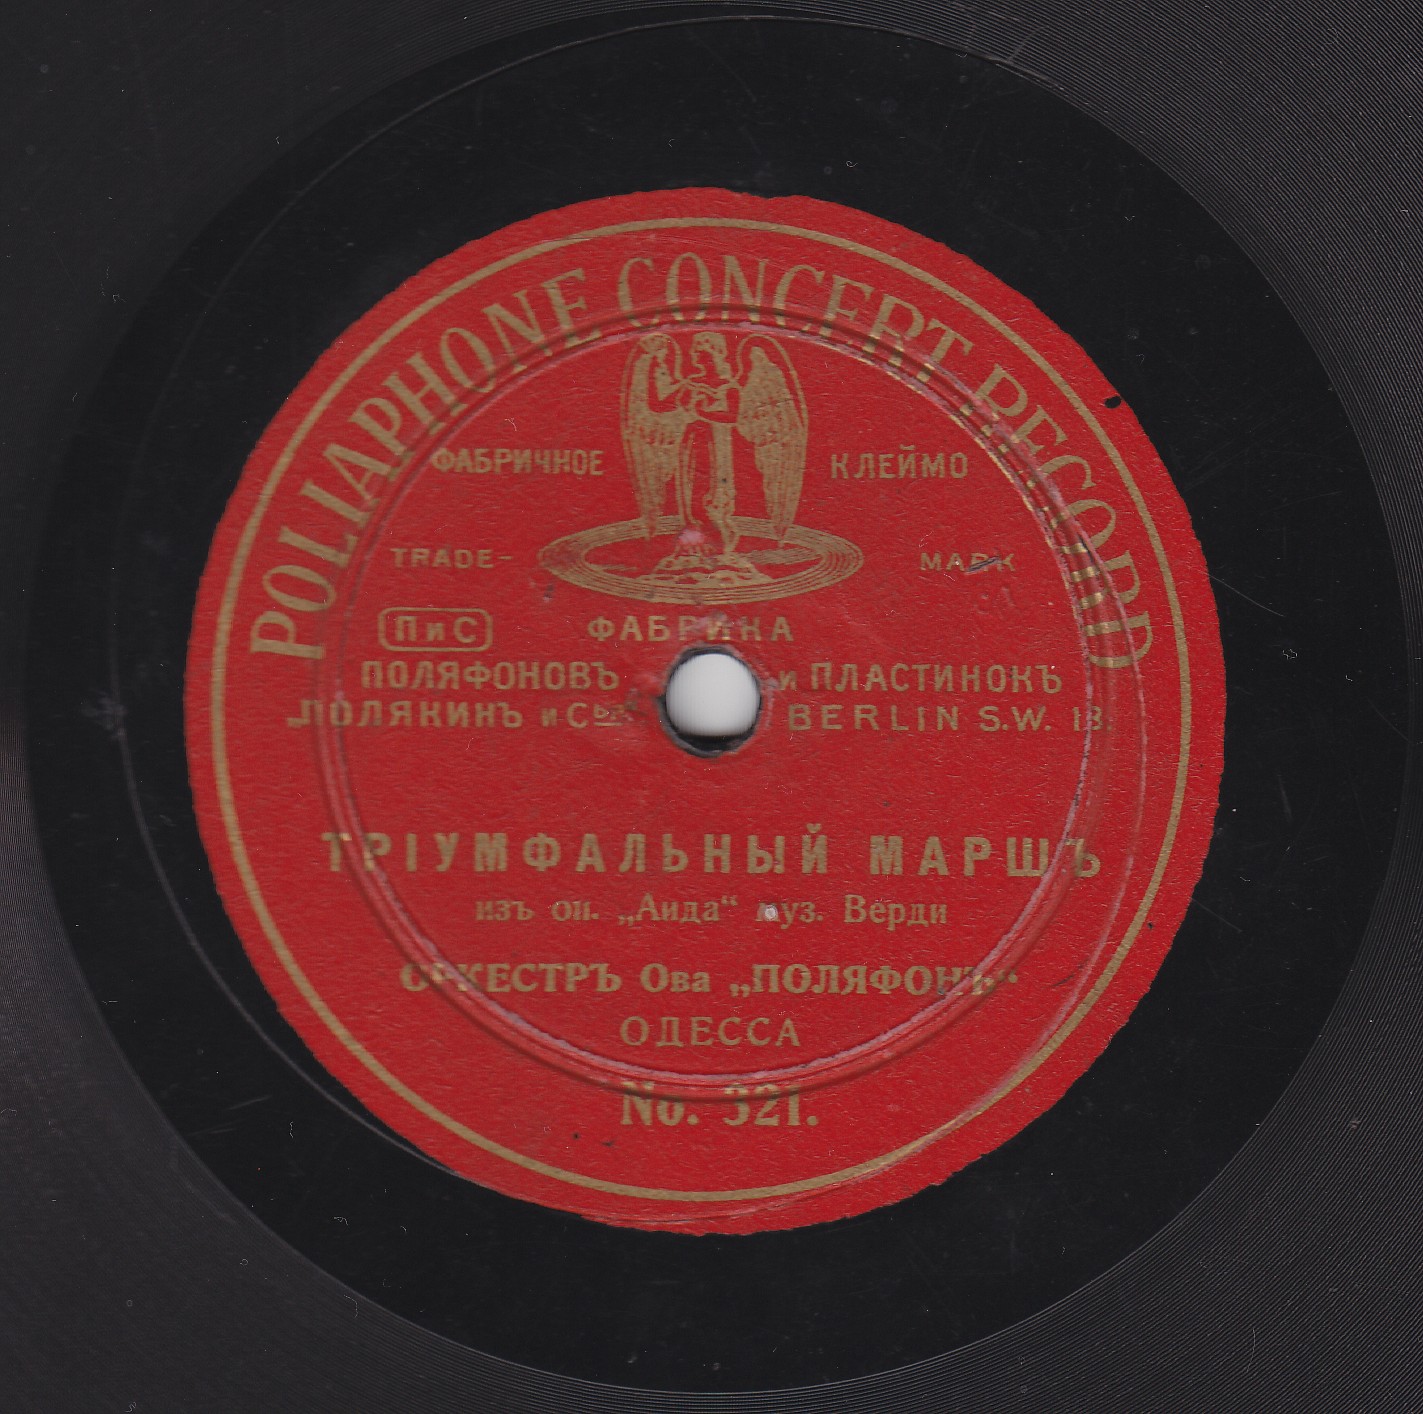 POLIAPHONE CONCERT RECORD
ФАБРИЧНОЕ КЛЕЙМО
TRADE- MARK
ПиС ФАБРИКА
ПОЛЯФОНОВЪ и ПЛАСТИНОКЪ
ПОЛЯКИНЪ и Сья BERLIN S.W. 13.
ТРІУМФАЛЬНЫЙ МАРШЪ
изъ оп. „Аида“ муз. Верди
ОРКЕСТРЪ Ова „ПОЛЯФОНЪ“
ОДЕССА
No. 321.